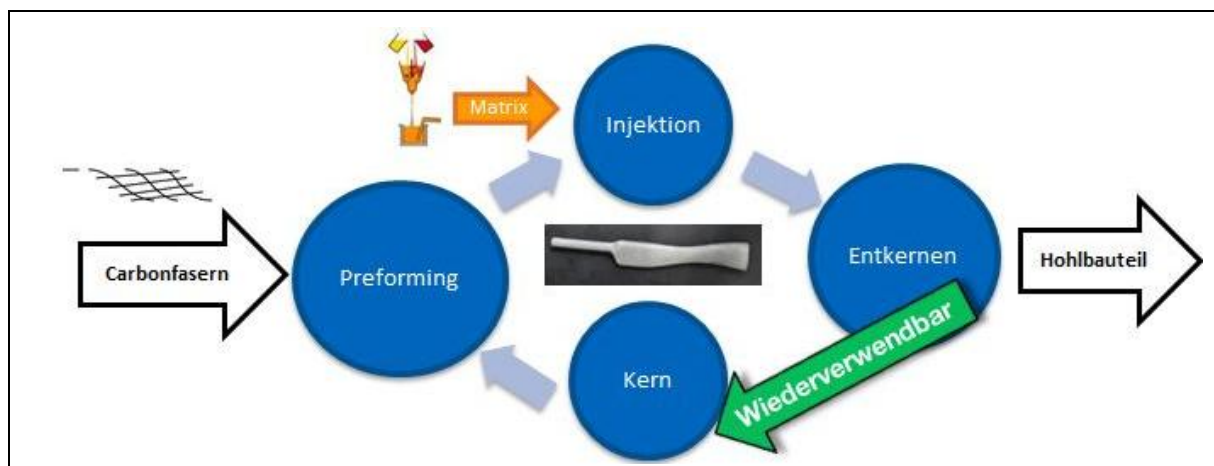 Matrix
Injektion
Carbonfasern
Preforming
Entkernen
Hohlbauteil
Kern
Wiederverwendbar